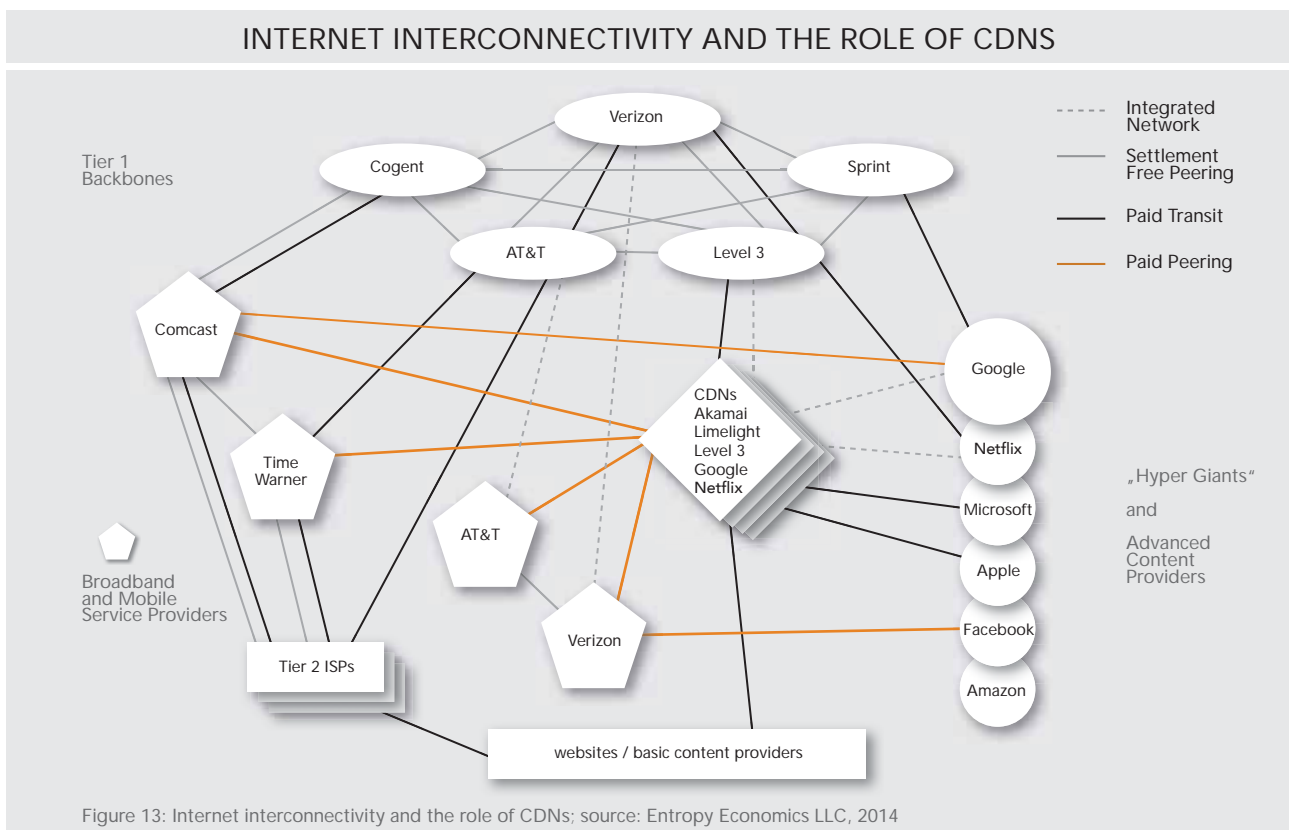 INTERNET INTERCONNECTIVITY AND THE ROLE OF CDNS
Verizon
Cogent
Sprint
AT&T
Level 3
Tier 1
Backbones
Integrated
Network
Settlement
Free Peering
Paid Transit
Paid Peering
Comcast
Google
CDNs
Akamai
Limelight
Level 3
Google
Netflix
Time
Warner
Netflix
Microsoft
AT&T
Apple
„Hyper Giants“
and
Advanced
Content
Providers
Broadband
and Mobile
Service Providers
Verizon
Facebook
Tier 2 ISPs
Amazon
websites / basic content providers
Figure 13: Internet interconnectivity and the role of CDNs; source: Entropy Economics LLC, 2014